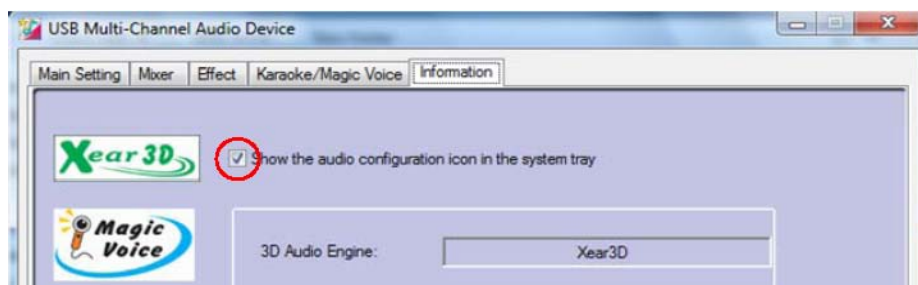 USB Multi-Channel Audio Device
Main Setting Mixer Effect Karaoke/Magic Voice Information
Xear 3D Show the audio configuration icon in the system tray
Magic
Voice
3D Audio Engine: Xear3D